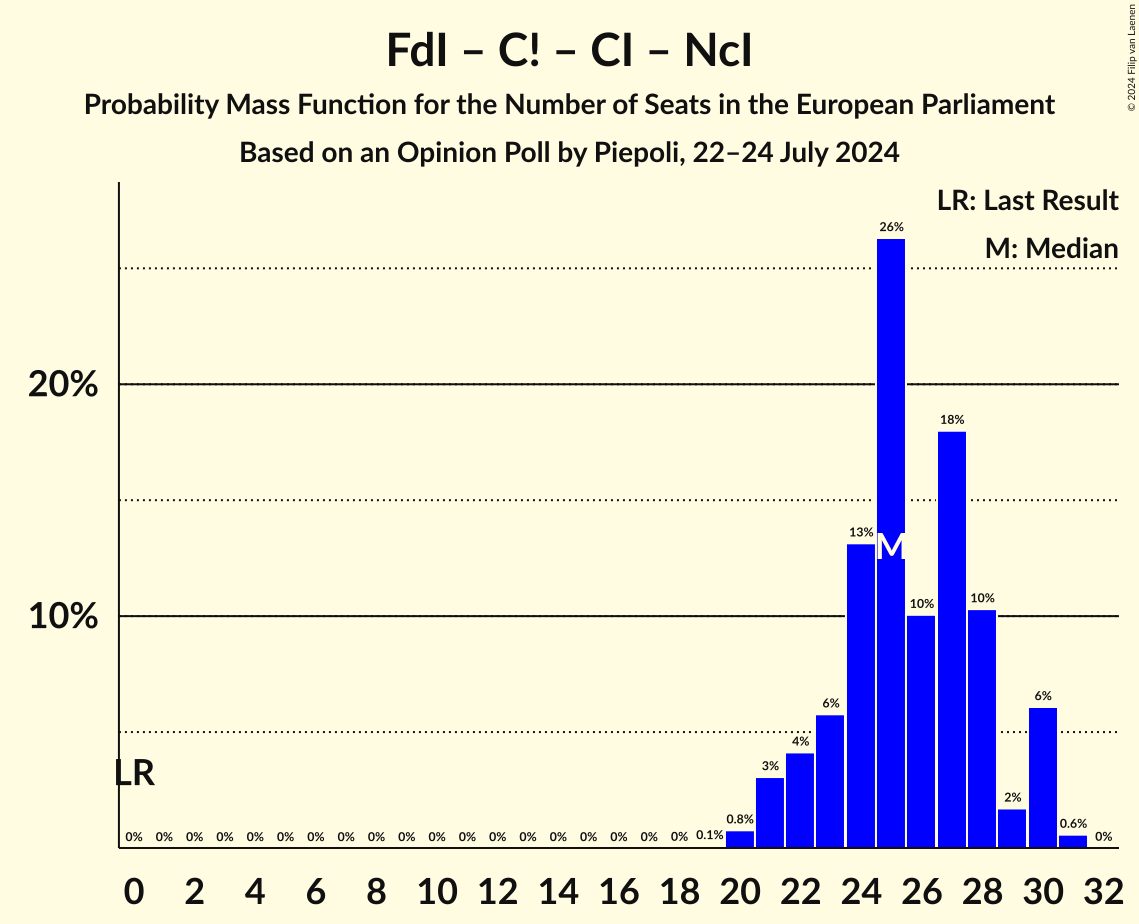 FdI – C! – CI – NcI
Probability Mass Function for the Number of Seats in the European Parliament
Based on an Opinion Poll by Piepoli, 22–24 July 2024
© 2024 Filip van Laenen
LR: Last Result
M: Median
20%
10%
LR
M
0% 0% 0% 0% 0% 0% 0% 0% 0% 0% 0% 0% 0% 0% 0% 0% 0% 0% 0% 0.1% 0.8% 3% 4% 6% 13% 26% 10% 18% 10% 2% 6% 0.6% 0%
0 2 4 6 8 10 12 14 16 18 20 22 24 26 28 30 32